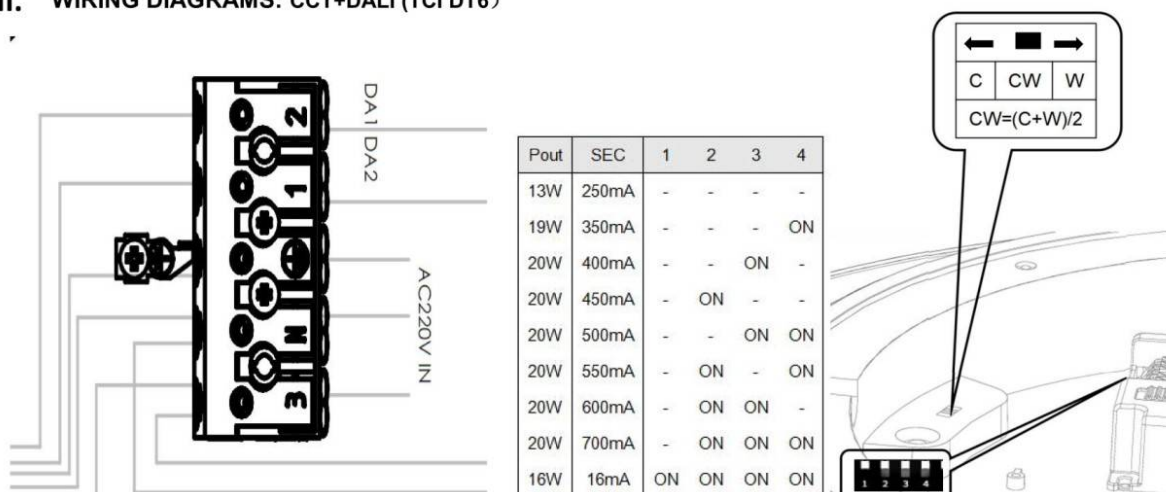 WIRING DIAGRAMS: CCT+DALI (TCI DT6)
DA1 DA2
2
1
N
3
AC220V IN
Pout SEC 1 2 3 4
13W 250mA - - - -
19W 350mA - - - ON
20W 400mA - - ON -
20W 450mA - ON - -
20W 500mA - - ON ON
20W 550mA - ON - ON
20W 600mA - ON ON -
20W 700mA - ON ON ON
16W 16mA ON ON ON ON
C CW W
CW=(C+W)/2
1 2 3 4